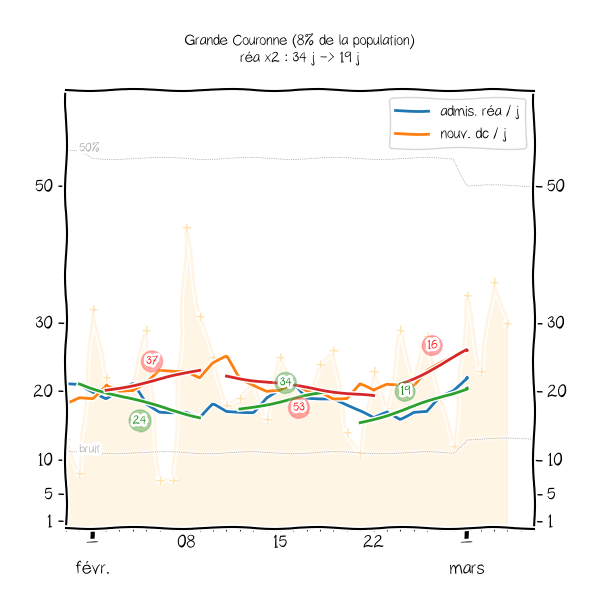 Grande Couronne (8% de la population)
réa x2 : 34 j -> 19 j
admis. réa / j
nouv. dc / j
50%
50 50
30 30
16
37
34
20 20
19
53
24
bruit
10 10
5 5
1 1
08 15 22
févr. mars